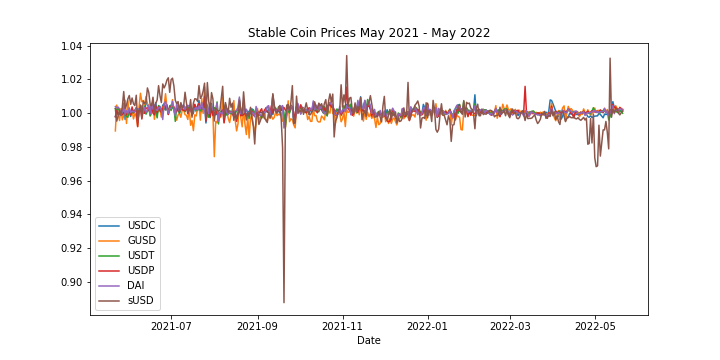 Stable Coin Prices May 2021 - May 2022
1.04
1.02
1.00
0.98
0.96
0.94
0.92
0.90
USDC
GUSD
USDT
USDP
DAI
sUSD
2021-07 2021-09 2021-11 2022-01 2022-03 2022-05
Date